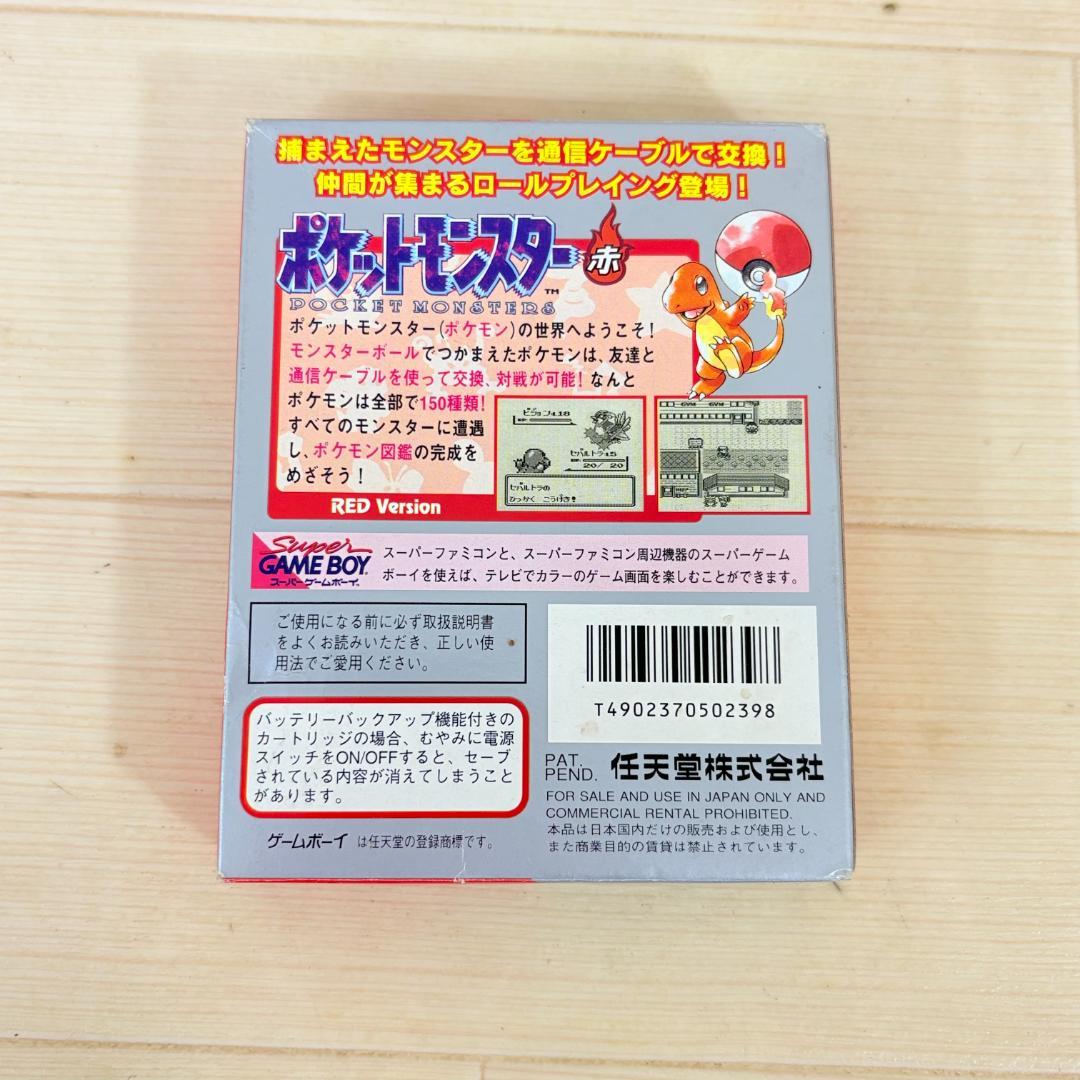 捕まえたモンスターを通信ケーブルで交換!
仲間が集まるロールプレイング登場!
ポケットモンスター 赤
TM
POCKET MONSTERS
ポケットモンスター(ポケモン)の世界へようこそ!
モンスターボールでつかまえたポケモンは、友達と
通信ケーブルを使って交換、対戦が可能! なんと
ポケモンは全部で150種類!
すべてのモンスターに遭遇
し、ポケモン図鑑の完成を
めざそう!
RED Version
20/ 20
ゼバルトラの
ひっかく こうげき!
GYM
Super
GAME BOY
スーパーゲームボーイ
スーパーファミコンと、スーパーファミコン周辺機器のスーパーゲーム
ボーイを使えば、テレビでカラーのゲーム画面を楽しむことができます。
ご使用になる前に必ず取扱説明書
をよくお読みいただき、正しい使
用法でご愛用ください。
T4902370502398
バッテリーバックアップ機能付きの
カートリッジの場合、むやみに電源
スイッチをON/OFFすると、セーブ
されている内容が消えてしまうこと
があります。
PAT.
PEND. 任天堂株式会社
FOR SALE AND USE IN JAPAN ONLY AND
COMMERCIAL RENTAL PROHIBITED.
本品は日本国内だけの販売および使用とし、
また商業目的の賃貸は禁止されています。
ゲームボーイ は任天堂の登録商標です。